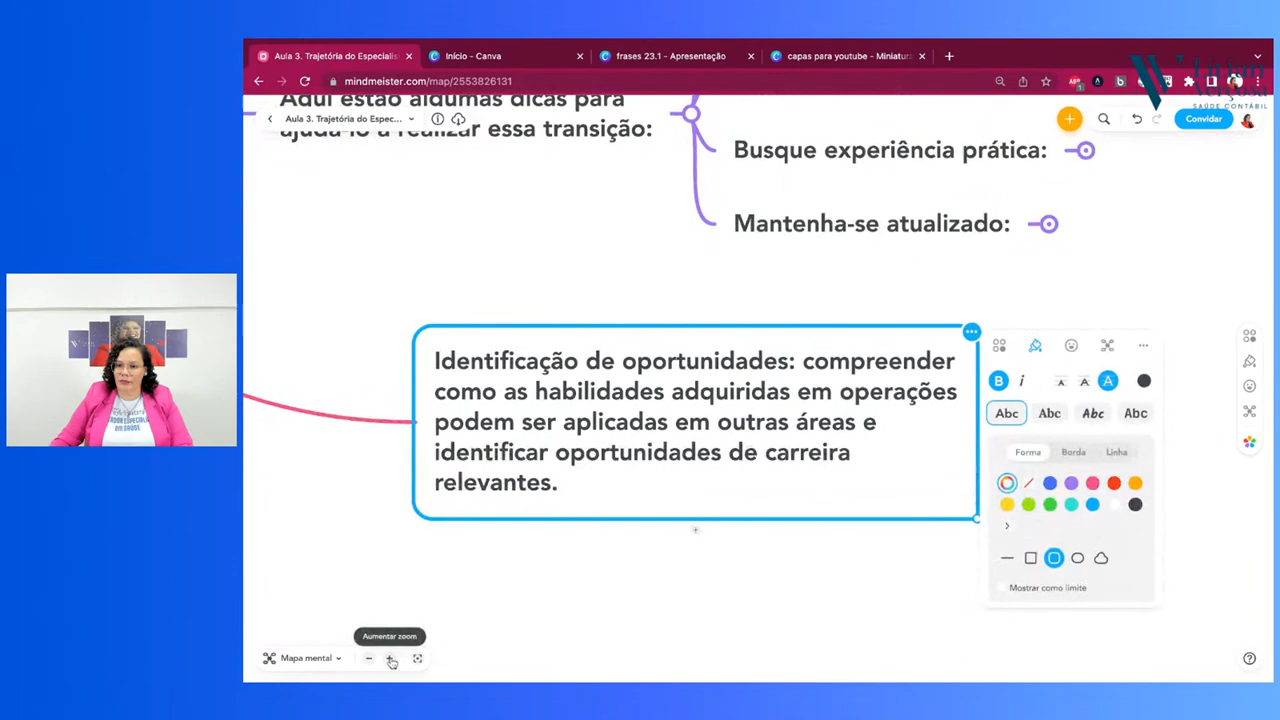 Aula 3. Trajetória do Especialis
Início - Canva
frases 23.1 - Apresentação
capas para youtube - Miniatura
mindmeister.com/map/2553826131
Lirian
Verçosa
SAÚDE CONTÁBIL
Aqui estão algumas dicas para
ajudá-lo a realizar essa transição:
Aula 3. Trajetória do Espec...
Convidar
Busque experiência prática:
Mantenha-se atualizado:
Identificação de oportunidades: compreender
como as habilidades adquiridas em operações
podem ser aplicadas em outras áreas e
identificar oportunidades de carreira
relevantes.
B i A A A
Abc Abc Abc Abc
Forma Borda Linha
Mostrar como limite
Aumentar zoom
Mapa mental